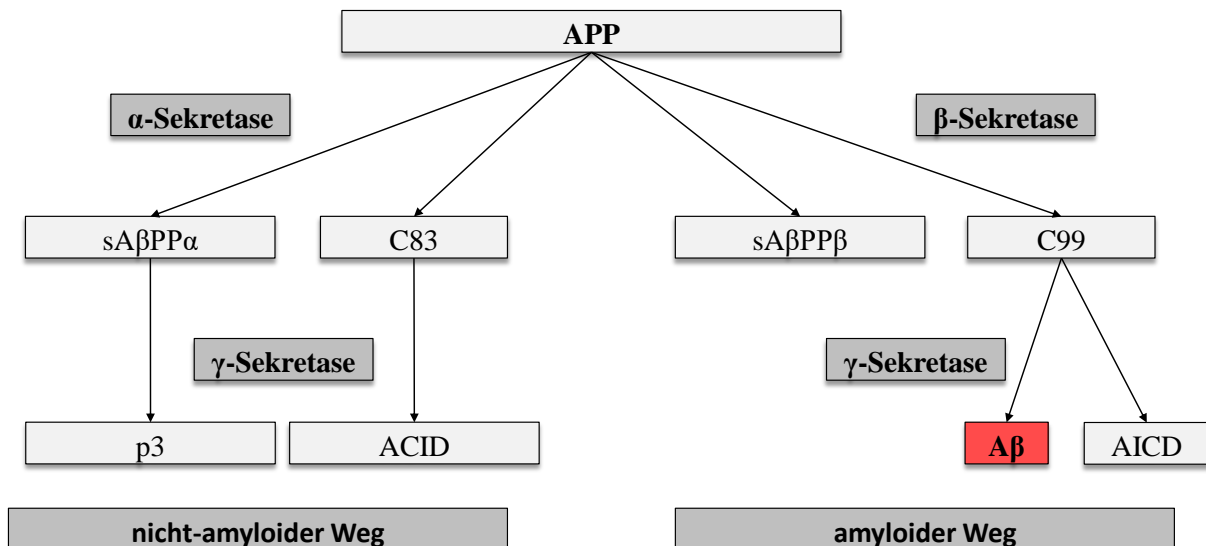 APP
α-Sekretase
β-Sekretase
sAβPPα
C83
sAβPPβ
C99
γ-Sekretase
γ-Sekretase
p3
ACID
Aβ
AICD
nicht-amyloider Weg
amyloider Weg